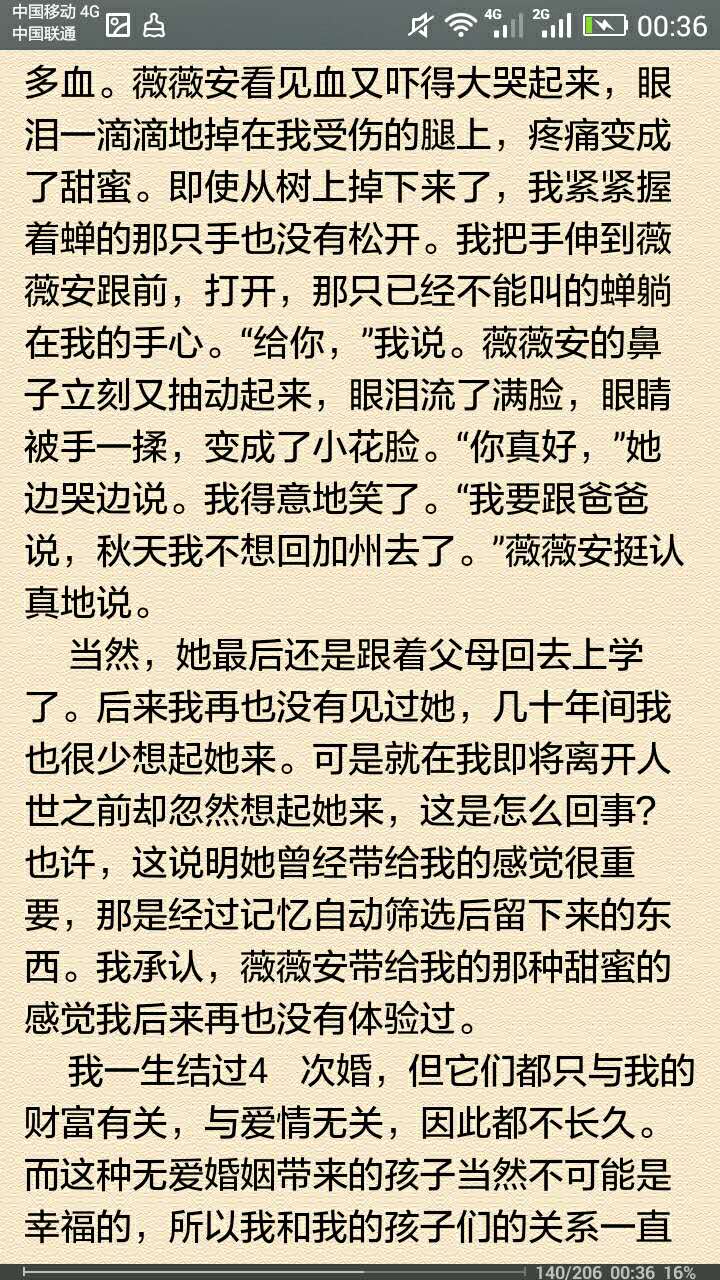 中国移动 4G
中国联通
4G
2G
00:36
多血。薇薇安看见血又吓得大哭起来，眼
泪一滴滴地掉在我受伤的腿上，疼痛变成
了甜蜜。即使从树上掉下来了，我紧紧握
着蝉的那只手也没有松开。我把手伸到薇
薇安跟前，打开，那只已经不能叫的蝉躺
在我的手心。“给你，”我说。薇薇安的鼻
子立刻又抽动起来，眼泪流了满脸，眼睛
被手一揉，变成了小花脸。“你真好，”她
边哭边说。我得意地笑了。“我要跟爸爸
说，秋天我不想回加州去了。”薇薇安挺认
真地说。
当然，她最后还是跟着父母回去上学
了。后来我再也没有见过她，几十年间我
也很少想起她来。可是就在我即将离开人
世之前却忽然想起她来，这是怎么回事？
也许，这说明她曾经带给我的感觉很重
要，那是经过记忆自动筛选后留下来的东
西。我承认，薇薇安带给我的那种甜蜜的
感觉我后来再也没有体验过。
我一生结过4 次婚，但它们都只与我的
财富有关，与爱情无关，因此都不长久。
而这种无爱婚姻带来的孩子当然不可能是
幸福的，所以我和我的孩子们的关系一直
140/206 00:36 16%